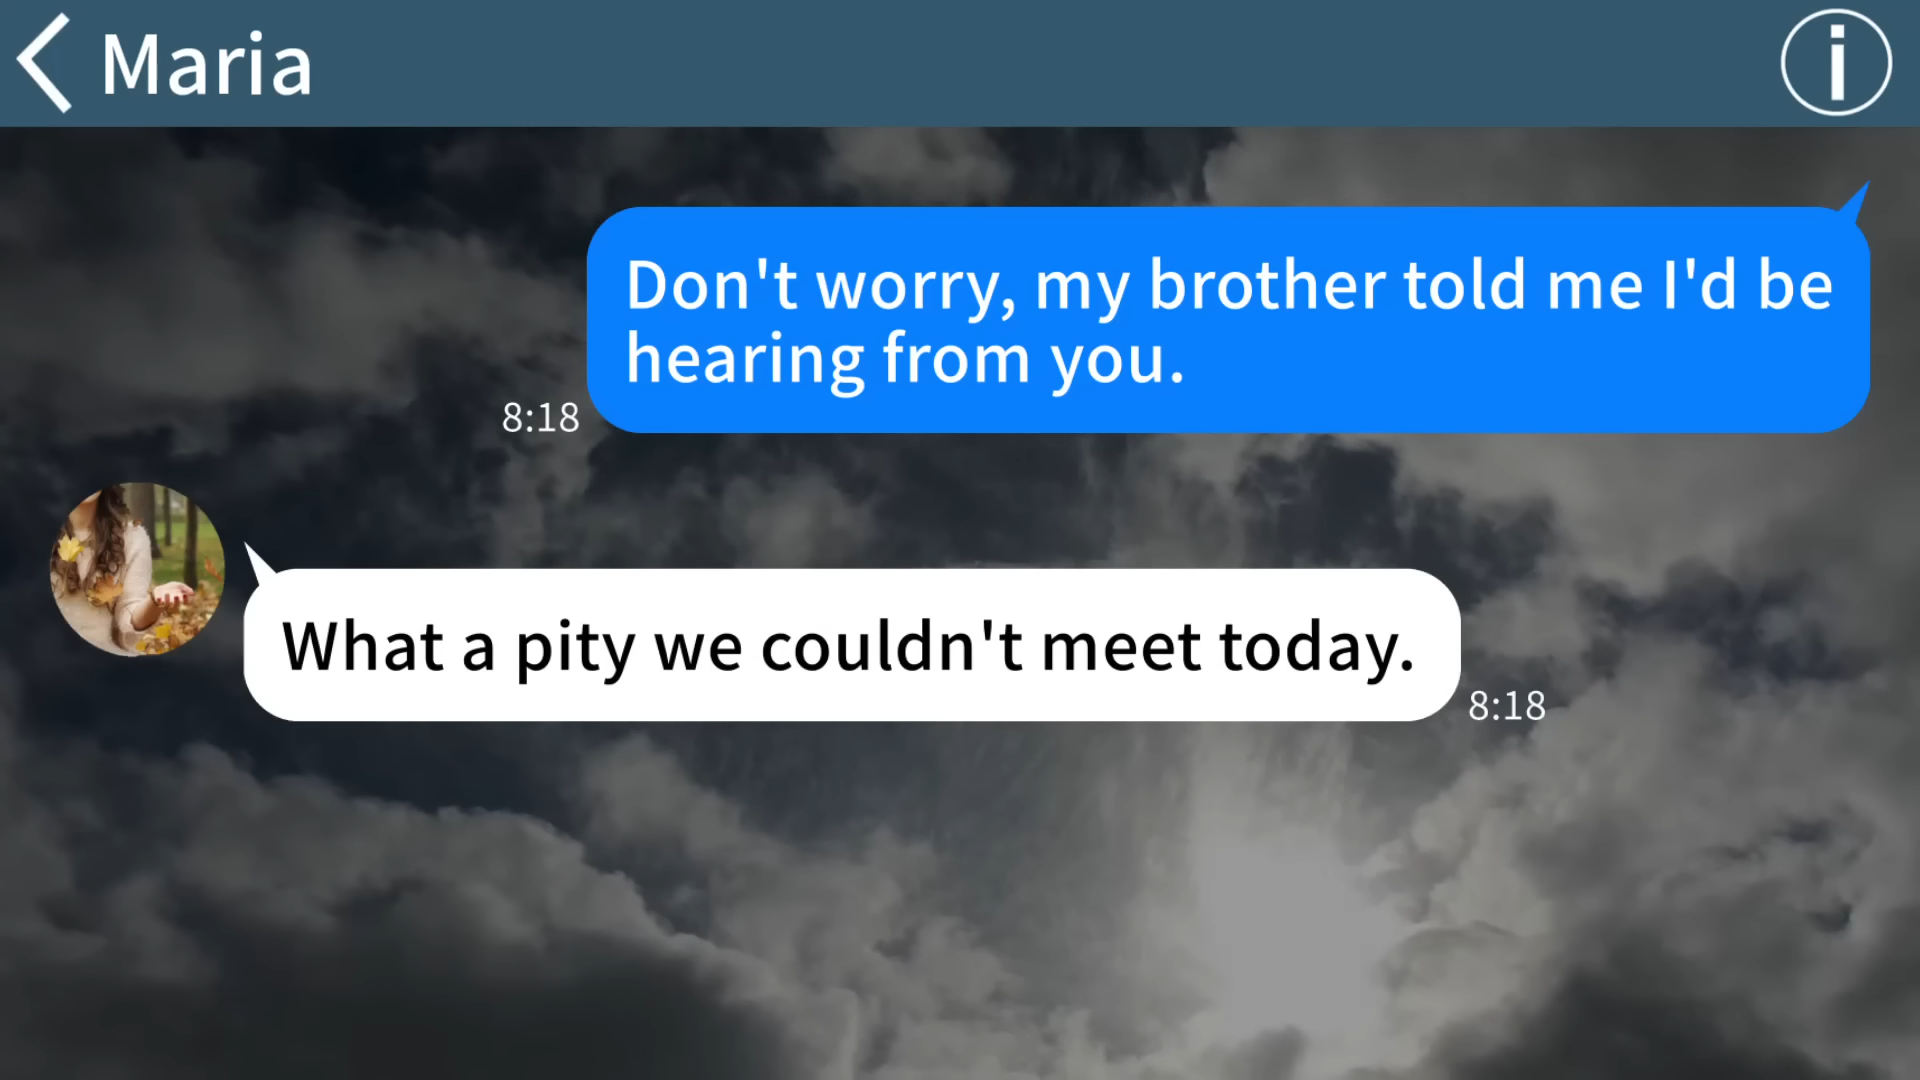 Maria
Don't worry, my brother told me I'd be
hearing from you.
8:18
What a pity we couldn't meet today.
8:18